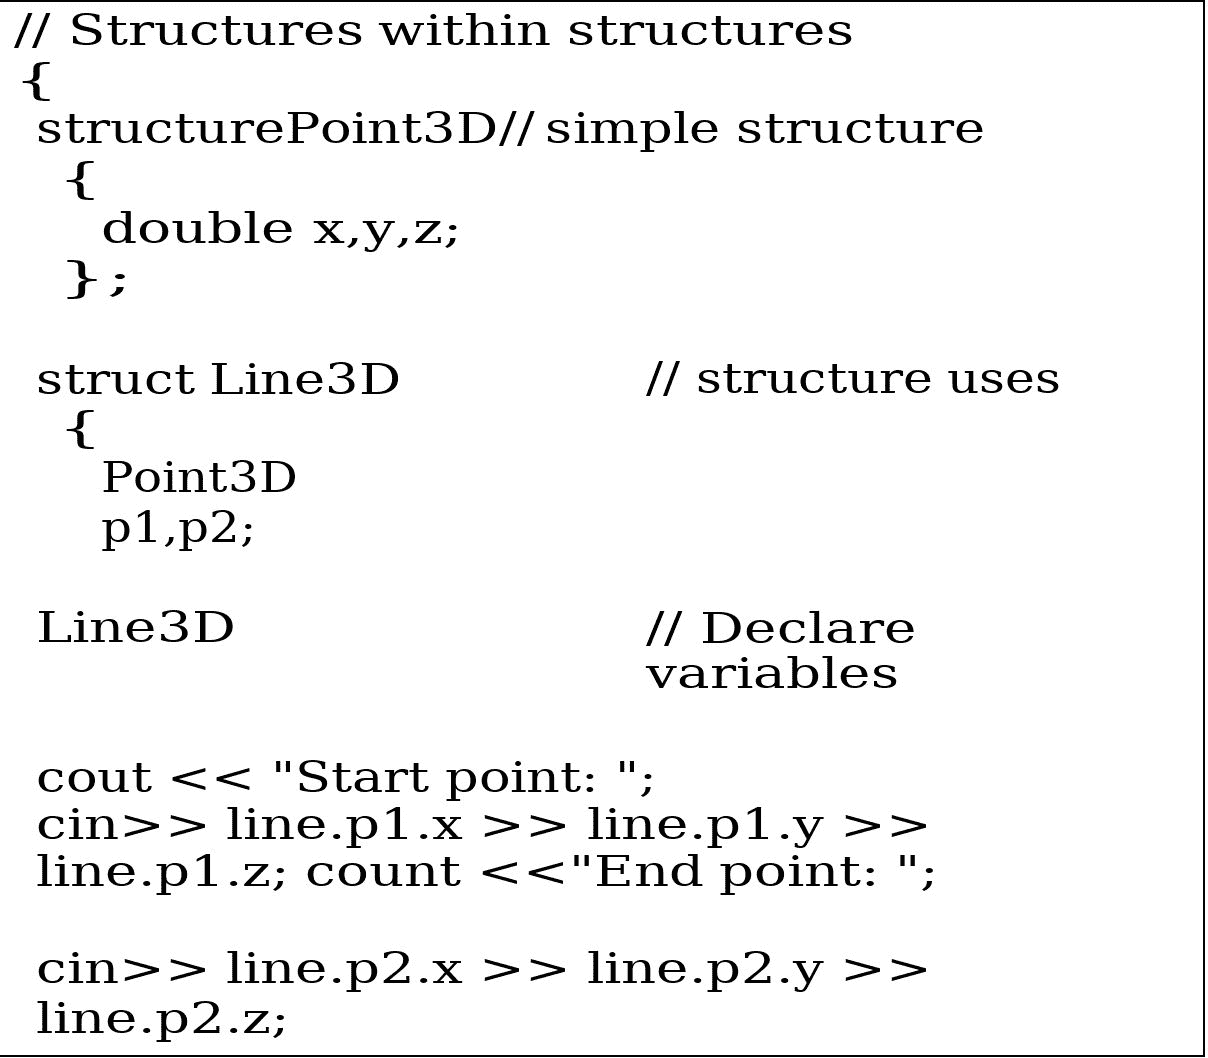 // Structures within structures
{
structurePoint3D// simple structure
{
double x,y,z;
};
struct Line3D // structure uses
{
Point3D
p1,p2;
Line3D // Declare
variables
cout << "Start point: ";
cin>> line.p1.x >> line.p1.y >>
line.p1.z; count <<"End point: ";
cin>> line.p2.x >> line.p2.y >>
line.p2.z;